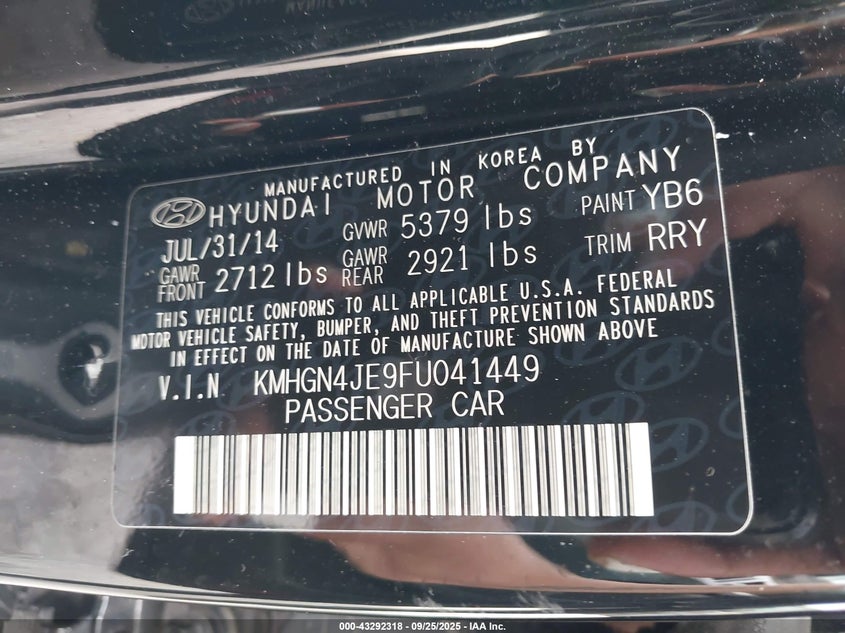 MANUFACTURED IN KOREA BY
HYUNDAI MOTOR COMPANY
JUL/31/14 GVWR 5379 lbs PAINT YB6
GAWR FRONT 2712 lbs GAWR REAR 2921 lbs TRIM RRY
THIS VEHICLE CONFORMS TO ALL APPLICABLE U.S.A. FEDERAL
MOTOR VEHICLE SAFETY, BUMPER, AND THEFT PREVENTION STANDARDS
IN EFFECT ON THE DATE OF MANUFACTURE SHOWN ABOVE
V.I.N KMHGN4JE9FU041449
PASSENGER CAR
000-43292318 - 09/25/2025 - IAA Inc.